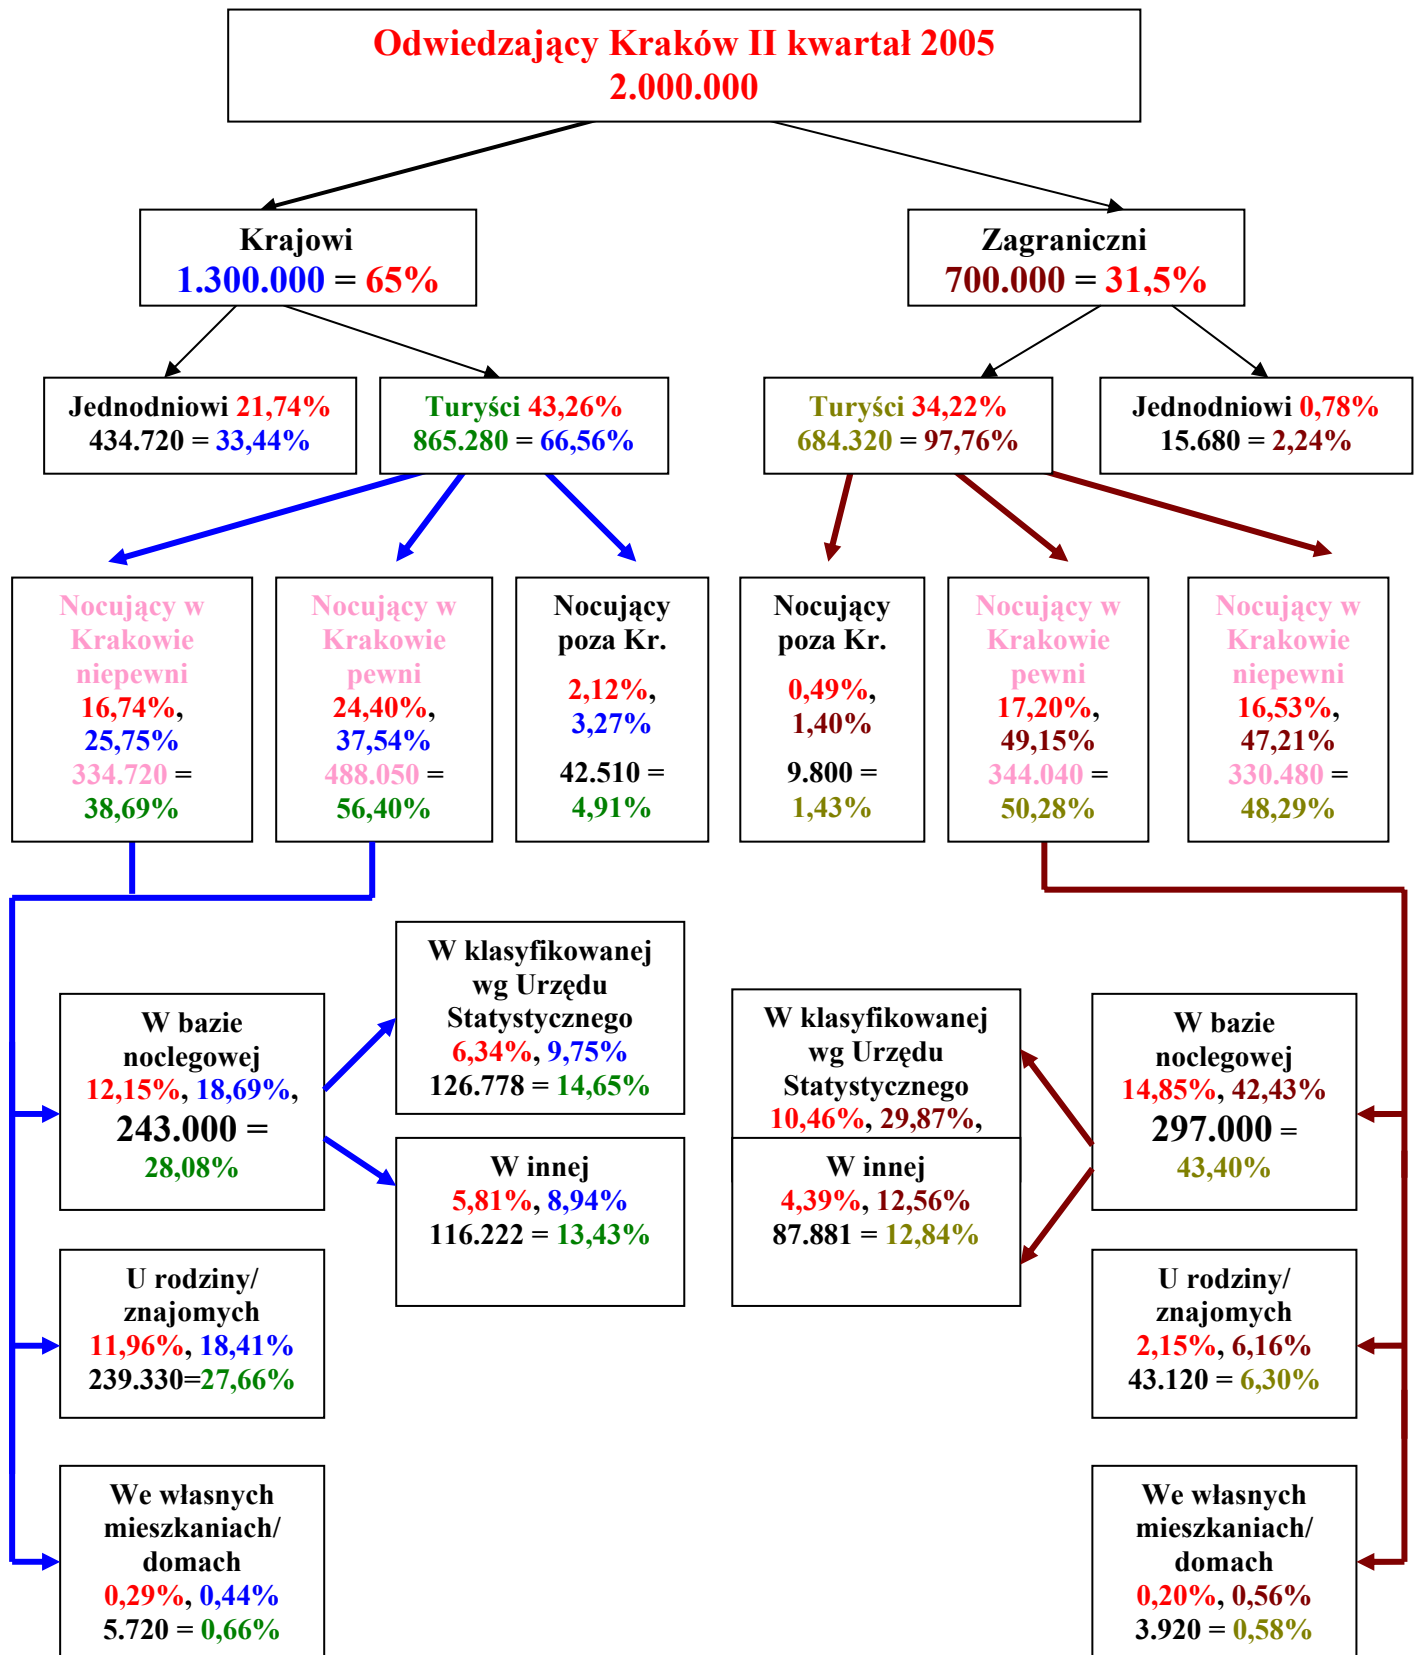 Odwiedzający Kraków II kwartał 2005
2.000.000
Krajowi
1.300.000 = 65%
Zagraniczni
700.000 = 31,5%
Jednodniowi 21,74%
434.720 = 33,44%
Turyści 43,26%
865.280 = 66,56%
Turyści 34,22%
684.320 = 97,76%
Jednodniowi 0,78%
15.680 = 2,24%
Nocujący w
Krakowie
niepewni
16,74%,
25,75%
334.720 =
38,69%
Nocujący w
Krakowie
pewni
24,40%,
37,54%
488.050 =
56,40%
Nocujący
poza Kr.
2,12%,
3,27%
42.510 =
4,91%
Nocujący
poza Kr.
0,49%,
1,40%
9.800 =
1,43%
Nocujący w
Krakowie
pewni
17,20%,
49,15%
344.040 =
50,28%
Nocujący w
Krakowie
niepewni
16,53%,
47,21%
330.480 =
48,29%
W bazie
noclegowej
12,15%, 18,69%,
243.000 =
28,08%
W klasyfikowanej
wg Urzędu
Statystycznego
6,34%, 9,75%
126.778 = 14,65%
W innej
5,81%, 8,94%
116.222 = 13,43%
W klasyfikowanej
wg Urzędu
Statystycznego
10,46%, 29,87%,
W innej
4,39%, 12,56%
87.881 = 12,84%
W bazie
noclegowej
14,85%, 42,43%
297.000 =
43,40%
U rodziny/
znajomych
11,96%, 18,41%
239.330=27,66%
U rodziny/
znajomych
2,15%, 6,16%
43.120 = 6,30%
We własnych
mieszkaniach/
domach
0,29%, 0,44%
5.720 = 0,66%
We własnych
mieszkaniach/
domach
0,20%, 0,56%
3.920 = 0,58%